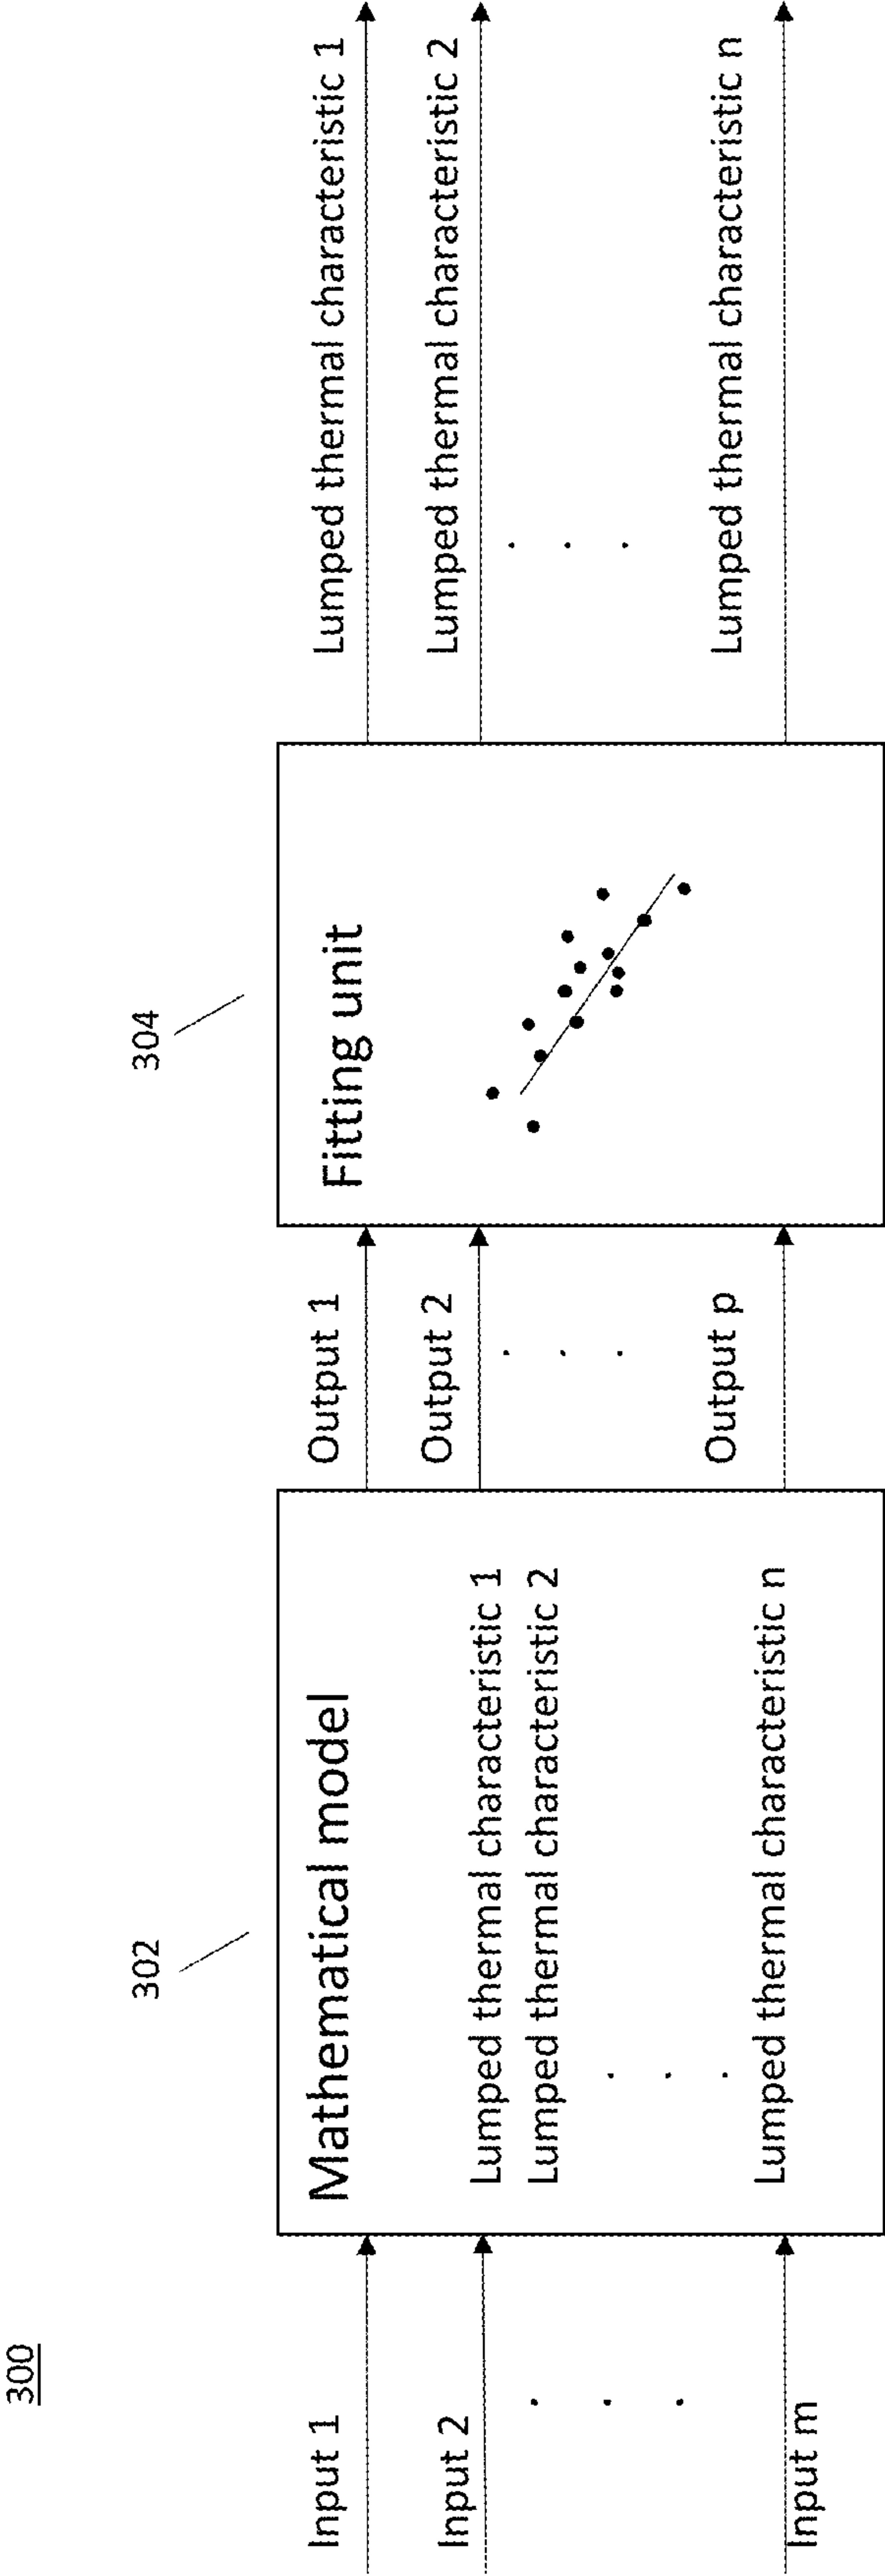 300
302
304
Input 1
Input 2
.
.
.
Input m
Mathematical model
Lumped thermal characteristic 1
Lumped thermal characteristic 2
.
.
.
Lumped thermal characteristic n
Output 1
Output 2
.
.
.
Output p
Fitting unit
Lumped thermal characteristic 1
Lumped thermal characteristic 2
.
.
.
Lumped thermal characteristic n